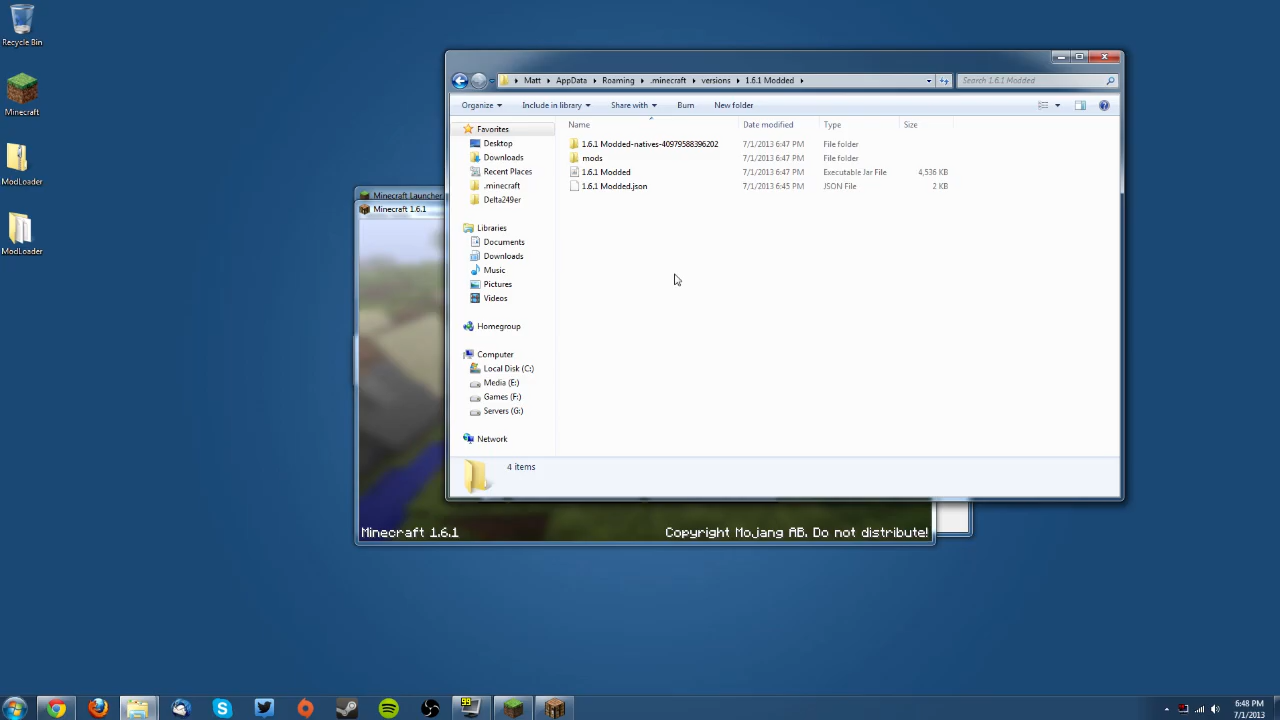 Recycle Bin
Minecraft
ModLoader
ModLoader
Matt AppData Roaming .minecraft versions 1.6.1 Modded
Search 1.6.1 Modded
Organize Include in library Share with Burn New folder
Name Date modified Type Size
1.6.1 Modded-natives-40979588396202 7/1/2013 6:47 PM File folder
mods 7/1/2013 6:47 PM File folder
1.6.1 Modded 7/1/2013 6:47 PM Executable Jar File 4,536 KB
1.6.1 Modded.json 7/1/2013 6:45 PM JSON File 2 KB
Favorites
Desktop
Downloads
Recent Places
.minecraft
Delta249er
Libraries
Documents
Downloads
Music
Pictures
Videos
Homegroup
Computer
Local Disk (C:)
Media (E:)
Games (F:)
Servers (G:)
Network
4 items
Minecraft Launcher
Minecraft 1.6.1
Minecraft 1.6.1
Copyright Mojang AB. Do not distribute!
99
6:48 PM
7/1/2013